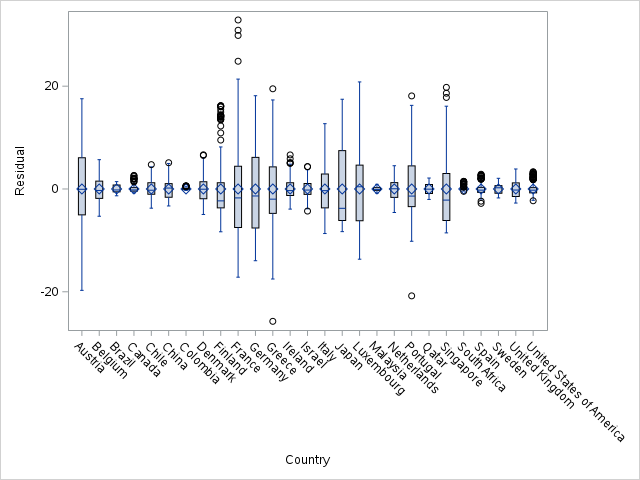 Residual
20
0
-20
Austria
Belgium
Brazil
Canada
Chile
China
Colombia
Denmark
Finland
France
Germany
Greece
Ireland
Israel
Italy
Japan
Luxembourg
Malaysia
Netherlands
Portugal
Qatar
Singapore
South Africa
Spain
Sweden
United Kingdom
United States of America
Country